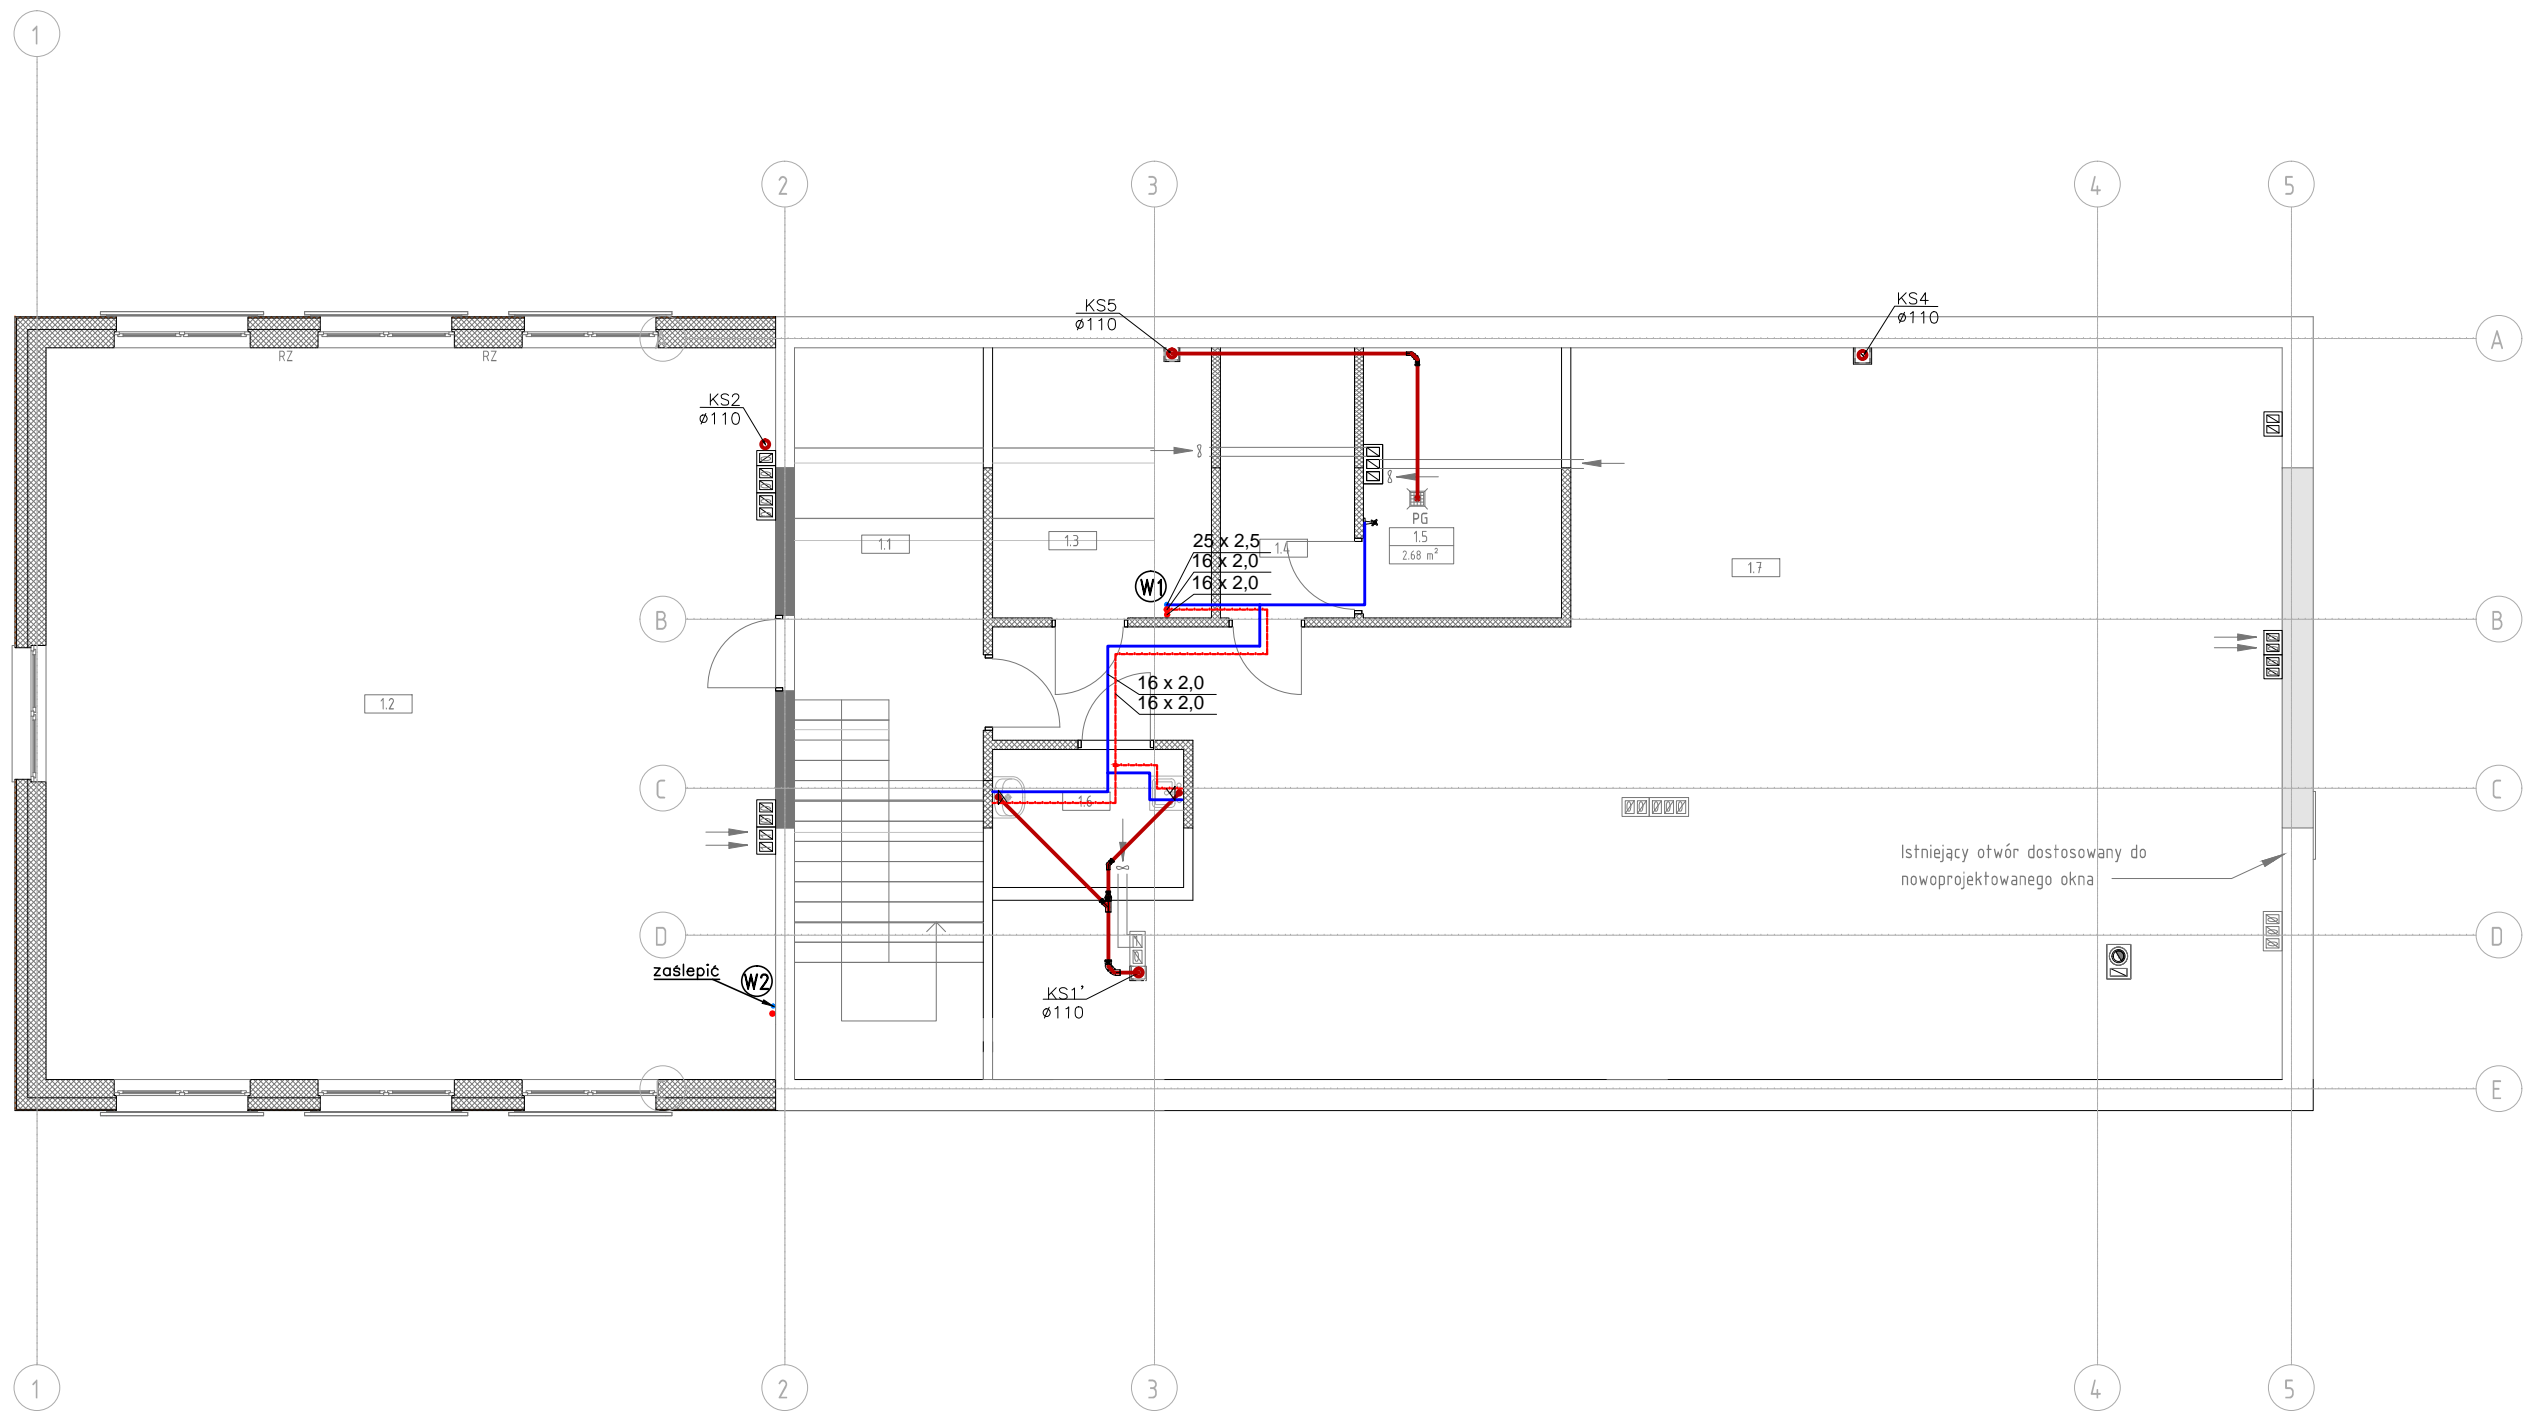 1
2
3
4
5
KS5
ø110
KS4
ø110
A
RZ
RZ
KS2
ø110
PG
1.5
2.68 m²
1.1
1.3
25 x 2,5
1.4
16 x 2,0
16 x 2,0
1.7
W1
B
B
16 x 2,0
16 x 2,0
1.2
C
1.6
C
Istniejący otwór dostosowany do
nowoprojektowanego okna
D
D
zaślepić
W2
KS1'
ø110
E
1
2
3
4
5